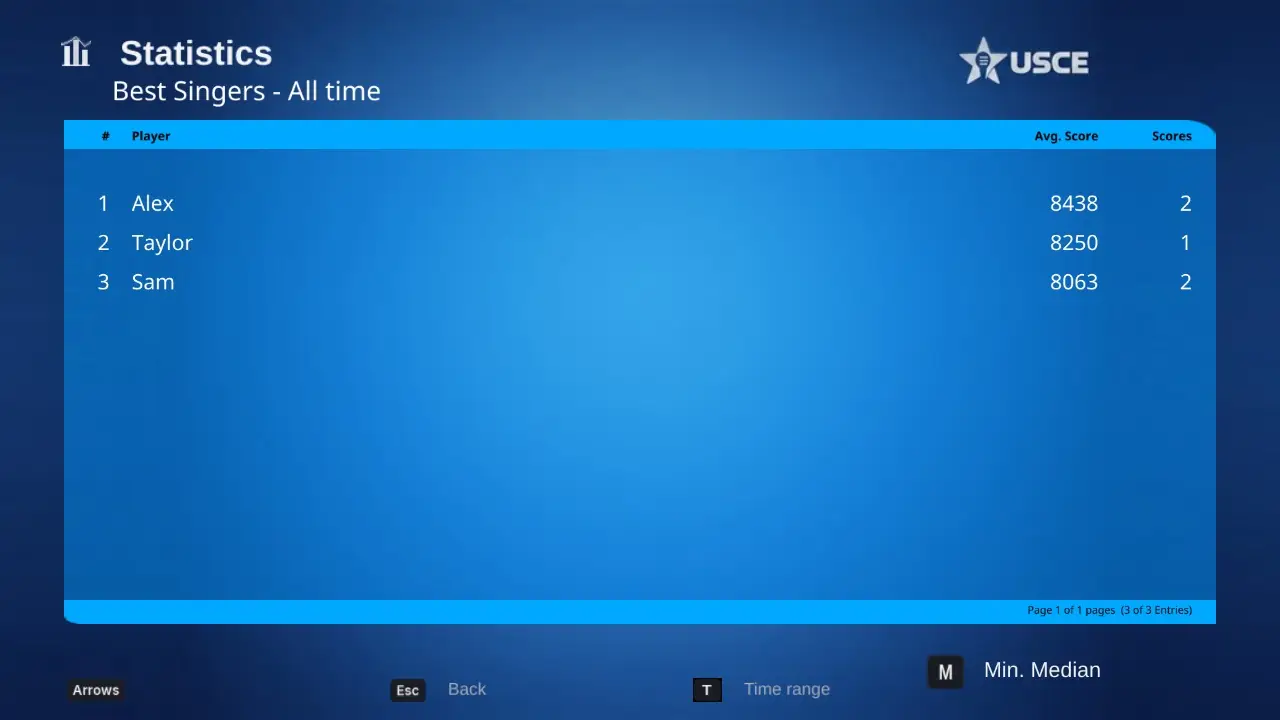 Statistics
USCE
Best Singers - All time
# Player Avg. Score Scores
1 Alex 8438 2
2 Taylor 8250 1
3 Sam 8063 2
Page 1 of 1 pages (3 of 3 Entries)
M Min. Median
Arrows Esc Back T Time range